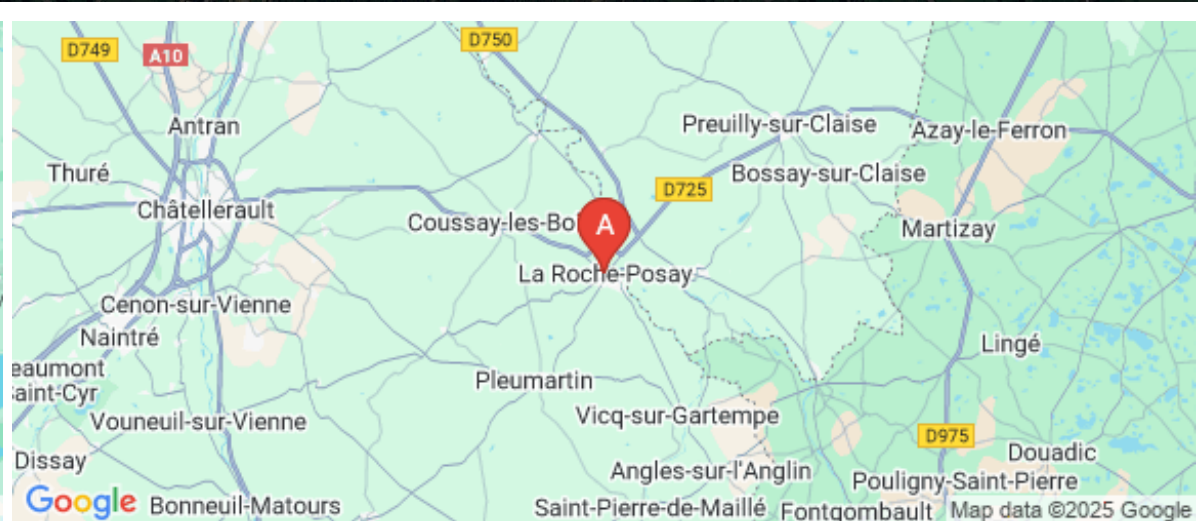 D750
D749
A10
Antran
Preuilly-sur-Claise
Azay-le-Ferron
Thuré
D725
Bossay-sur-Claise
Châtellerault
Coussay-les-Bo
A
Martizay
La Roche-Posay
Cenon-sur-Vienne
Naintré
Lingé
eaumont
Saint-Cyr
Pleumartin
Vouneuil-sur-Vienne
Vicq-sur-Gartempe
D975
Dissay
Douadic
Angles-sur-l'Anglin
Pouligny-Saint-Pierre
Google
Bonneuil-Matours
Saint-Pierre-de-Maillé
Fontgombault
Map data ©2025 Google